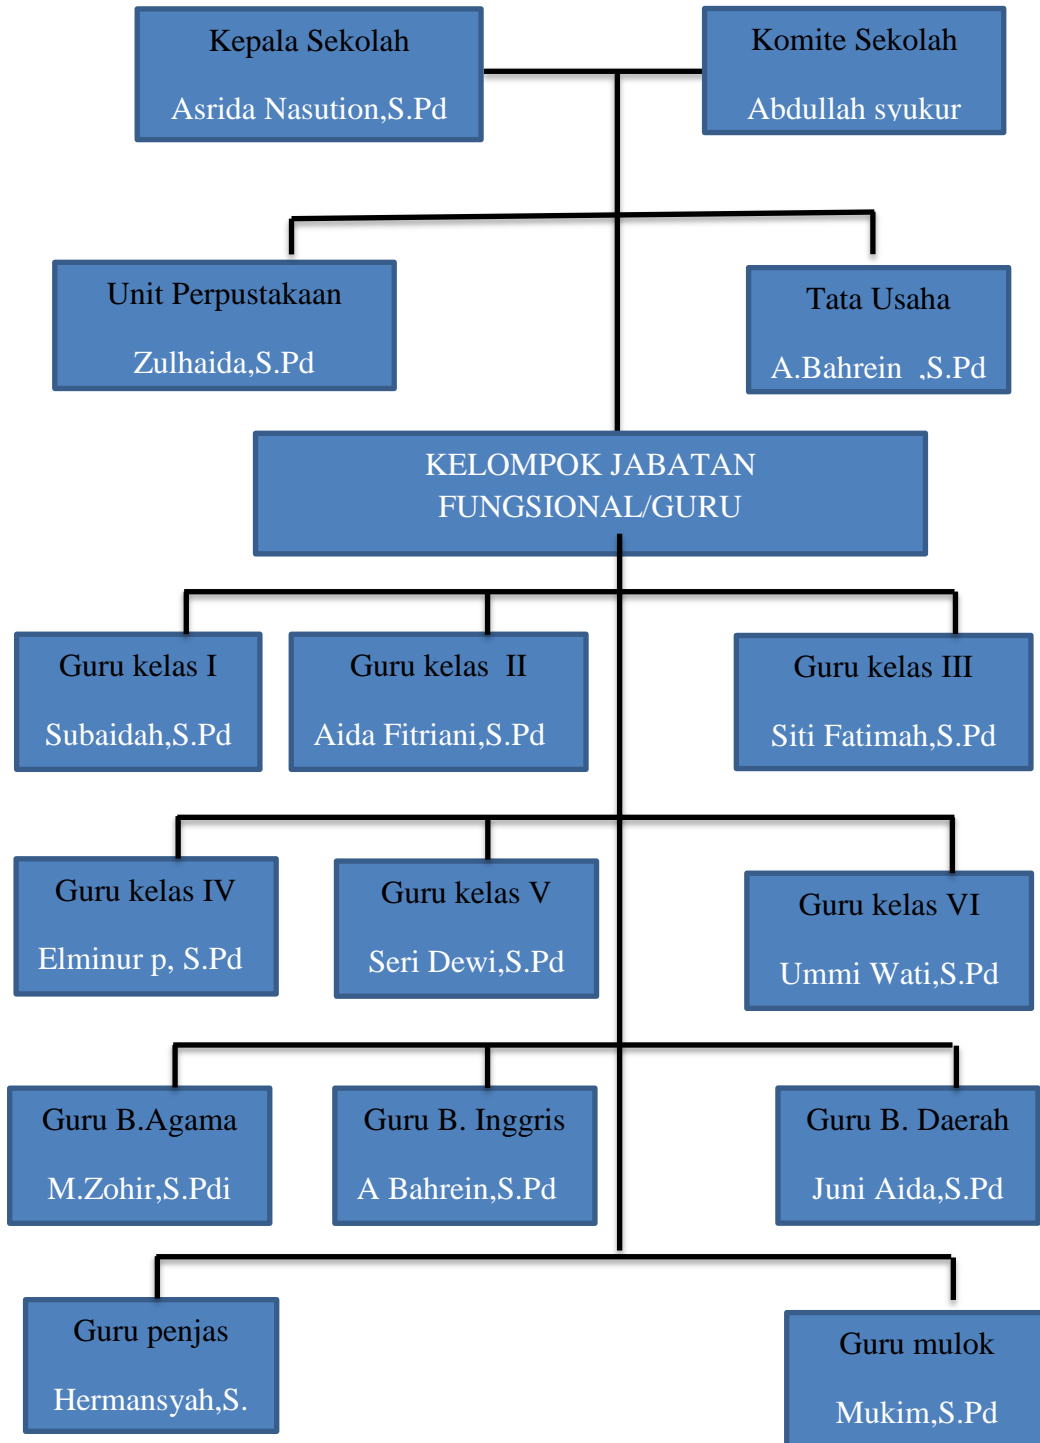 Kepala Sekolah
Asrida Nasution,S.Pd
Komite Sekolah
Abdullah syukur
Unit Perpustakaan
Zulhaida,S.Pd
Tata Usaha
A.Bahrein ,S.Pd
KELOMPOK JABATAN
FUNGSIONAL/GURU
Guru kelas I
Subaidah,S.Pd
Guru kelas II
Aida Fitriani,S.Pd
Guru kelas III
Siti Fatimah,S.Pd
Guru kelas IV
Elminur p, S.Pd
Guru kelas V
Seri Dewi,S.Pd
Guru kelas VI
Ummi Wati,S.Pd
Guru B.Agama
M.Zohir,S.Pdi
Guru B. Inggris
A Bahrein,S.Pd
Guru B. Daerah
Juni Aida,S.Pd
Guru penjas
Hermansyah,S.
Guru mulok
Mukim,S.Pd